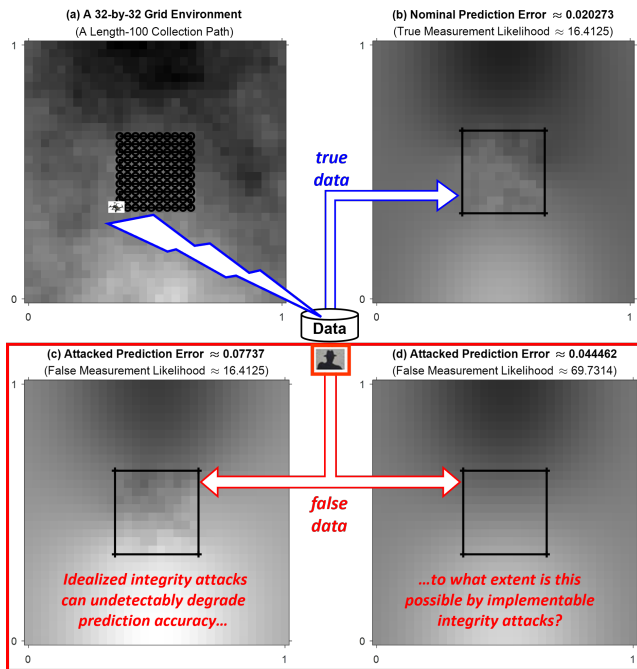 (a) A 32-by-32 Grid Environment
(A Length-100 Collection Path)
(b) Nominal Prediction Error ≈ 0.020273
(True Measurement Likelihood ≈ 16.4125)
1
0
0
1
1
0
0
1
true
data
Data
(c) Attacked Prediction Error ≈ 0.07737
(False Measurement Likelihood ≈ 16.4125)
(d) Attacked Prediction Error ≈ 0.044462
(False Measurement Likelihood ≈ 69.7314)
1
0
0
1
1
0
0
1
false
data
Idealized integrity attacks
can undetectably degrade
prediction accuracy...
...to what extent is this
possible by implementable
integrity attacks?